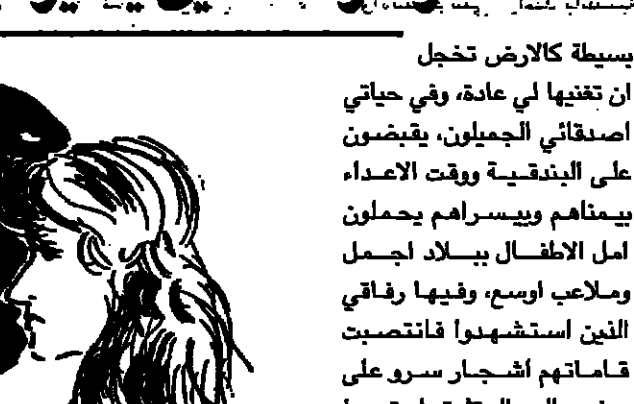 بسيطة كالارض تخجل
ان تغنيها لي عادة، وفي حياتي
اصدقائي الجميلون، يقبضون
على البندقية ووقت الاعداء
بيمناهم وبيسراهم يحملون
امل الاطفال ببلاد اجمل
وملاعب اوسع، وفيها رفاقي
الذين استشهدوا فانتصبت
قاماتهم أشجار سرو على